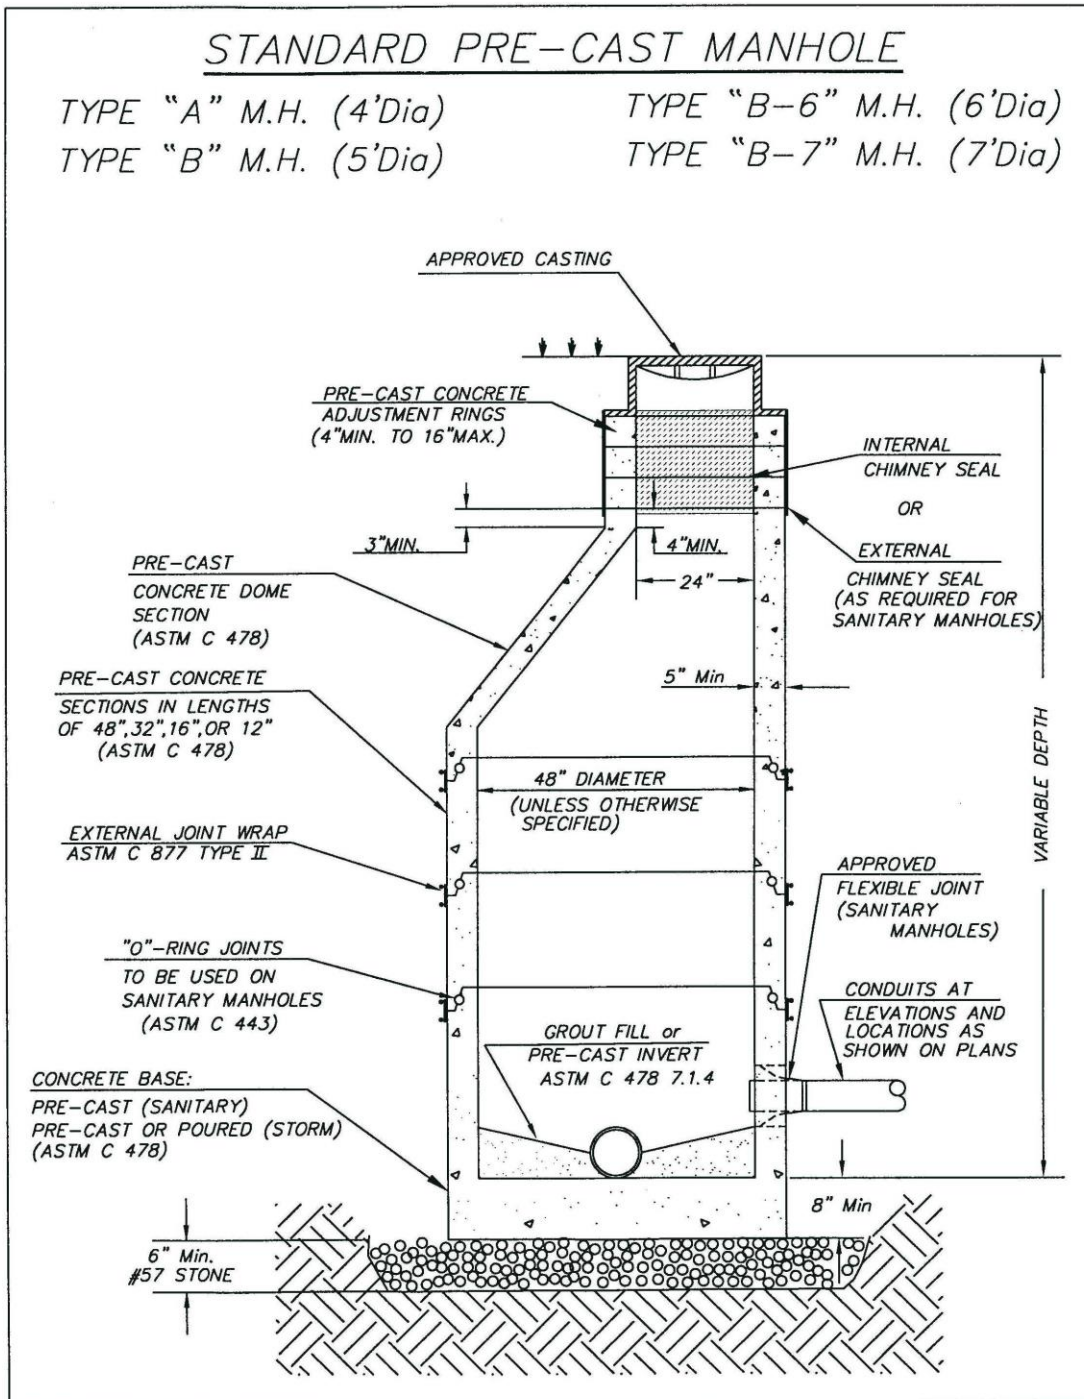 STANDARD PRE-CAST MANHOLE
TYPE "A" M.H. (4'Dia)
TYPE "B" M.H. (5'Dia)
TYPE "B-6" M.H. (6'Dia)
TYPE "B-7" M.H. (7'Dia)
APPROVED CASTING
PRE-CAST CONCRETE
ADJUSTMENT RINGS
(4"MIN. TO 16"MAX.)
INTERNAL
CHIMNEY SEAL
OR
EXTERNAL
CHIMNEY SEAL
(AS REQUIRED FOR
SANITARY MANHOLES)
3"MIN.
4"MIN.
24"
PRE-CAST
CONCRETE DOME
SECTION
(ASTM C 478)
5" Min
PRE-CAST CONCRETE
SECTIONS IN LENGTHS
OF 48",32",16",OR 12"
(ASTM C 478)
48" DIAMETER
(UNLESS OTHERWISE
SPECIFIED)
VARIABLE DEPTH
EXTERNAL JOINT WRAP
ASTM C 877 TYPE II
APPROVED
FLEXIBLE JOINT
(SANITARY
MANHOLES)
"O"-RING JOINTS
TO BE USED ON
SANITARY MANHOLES
(ASTM C 443)
CONDUITS AT
ELEVATIONS AND
LOCATIONS AS
SHOWN ON PLANS
GROUT FILL or
PRE-CAST INVERT
ASTM C 478 7.1.4
CONCRETE BASE:
PRE-CAST (SANITARY)
PRE-CAST OR POURED (STORM)
(ASTM C 478)
8" Min
6" Min.
#57 STONE